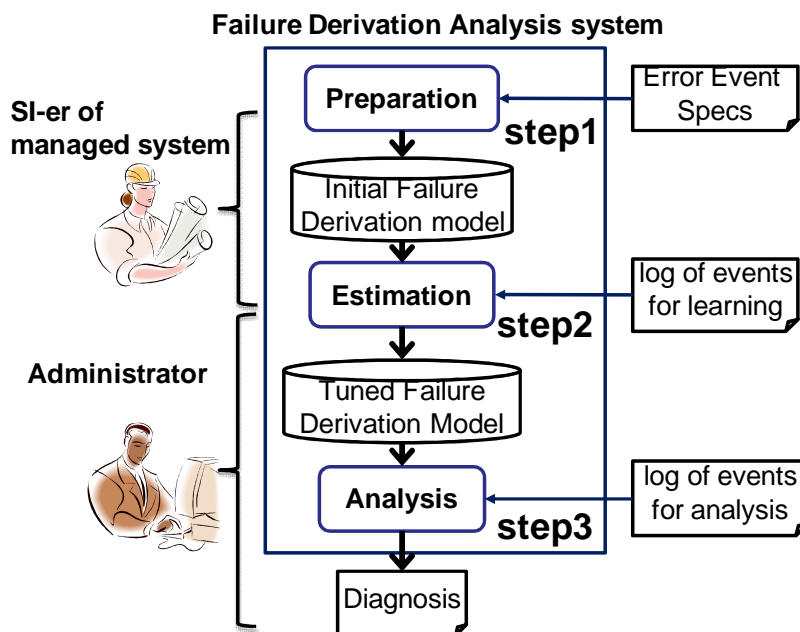 Failure Derivation Analysis system
SI-er of
managed system
Preparation
step1
Error Event
Specs
Initial Failure
Derivation model
Estimation
step2
log of events
for learning
Administrator
Tuned Failure
Derivation Model
Analysis
step3
log of events
for analysis
Diagnosis